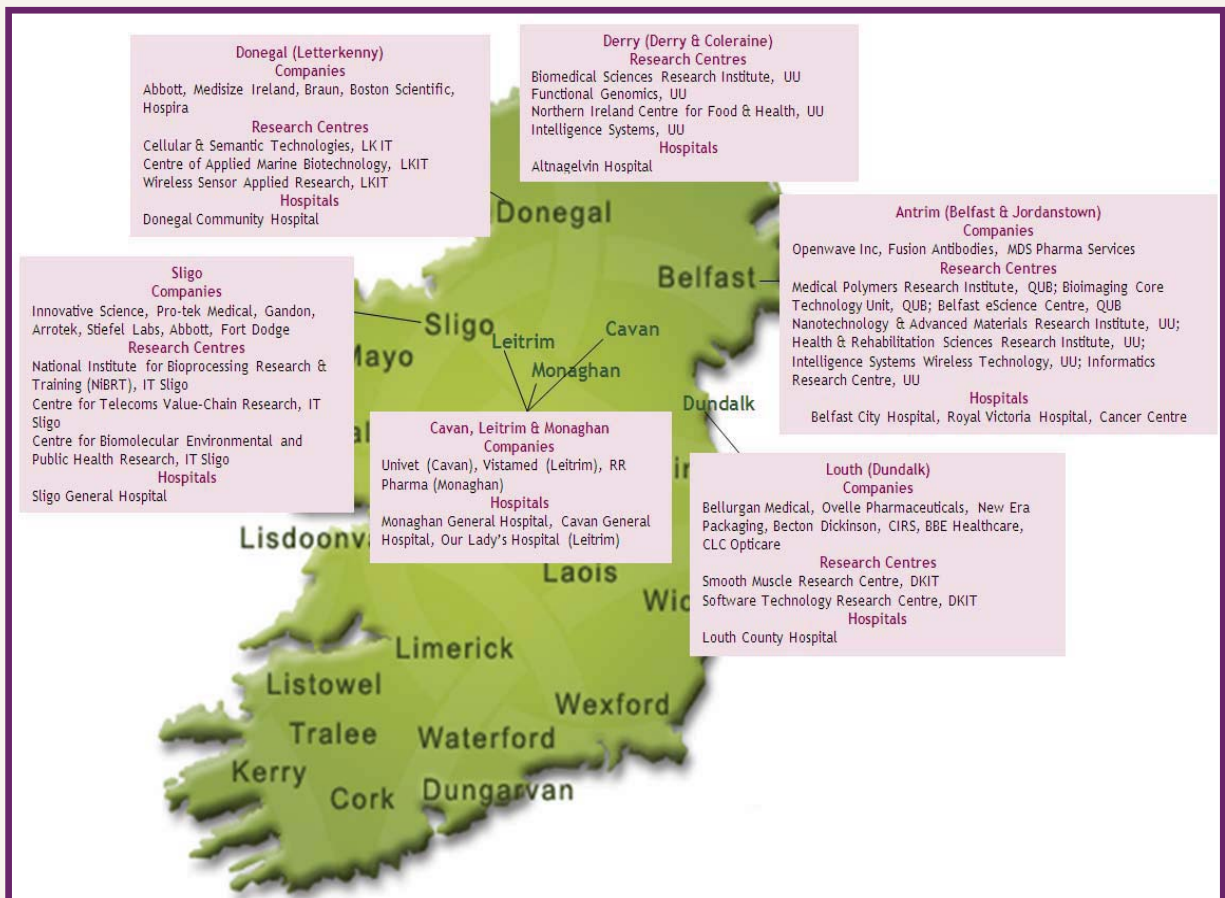 Donegal (Letterkenny)
Companies
Abbott, Medisize Ireland, Braun, Boston Scientific,
Hospira
Research Centres
Cellular & Semantic Technologies, LK IT
Centre of Applied Marine Biotechnology, LKIT
Wireless Sensor Applied Research, LKIT
Hospitals
Donegal Community Hospital
Derry (Derry & Coleraine)
Research Centres
Biomedical Sciences Research Institute, UU
Functional Genomics, UU
Northern Ireland Centre for Food & Health, UU
Intelligence Systems, UU
Hospitals
Altnagelvin Hospital
Donegal
Antrim (Belfast & Jordanstown)
Companies
Openwave Inc, Fusion Antibodies, MDS Pharma Services
Research Centres
Medical Polymers Research Institute, QUB; Bioimaging Core
Technology Unit, QUB; Belfast eScience Centre, QUB
Nanotechnology & Advanced Materials Research Institute, UU;
Health & Rehabilitation Sciences Research Institute, UU;
Intelligence Systems Wireless Technology, UU; Informatics
Research Centre, UU
Hospitals
Belfast City Hospital, Royal Victoria Hospital, Cancer Centre
Belfast
Sligo
Companies
Innovative Science, Pro-tek Medical, Gandon,
Arrotek, Stiefel Labs, Abbott, Fort Dodge
Research Centres
National Institute for Bioprocessing Research &
Training (NiBRT), IT Sligo
Centre for Telecoms Value-Chain Research, IT
Sligo
Centre for Biomolecular Environmental and
Public Health Research, IT Sligo
Hospitals
Sligo General Hospital
Sligo
Leitrim
Cavan
Mayo
Monaghan
Dundalk
Cavan, Leitrim & Monaghan
Companies
Univet (Cavan), Vistamed (Leitrim), RR
Pharma (Monaghan)
Hospitals
Monaghan General Hospital, Cavan General
Hospital, Our Lady's Hospital (Leitrim)
Louth (Dundalk)
Companies
Bellurgan Medical, Ovelle Pharmaceuticals, New Era
Packaging, Becton Dickinson, CIRS, BBE Healthcare,
CLC Opticare
Research Centres
Smooth Muscle Research Centre, DKIT
Software Technology Research Centre, DKIT
Hospitals
Louth County Hospital
Lisdoonva
Laois
Wic
Limerick
Listowel
Wexford
Tralee
Waterford
Kerry
Cork
Dungarvan